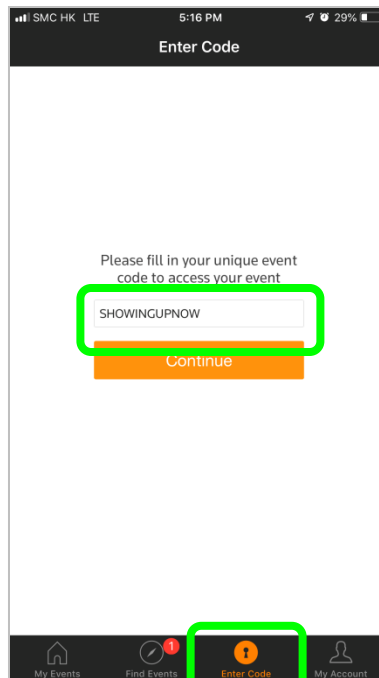 SMC HK LTE 5:16 PM 29%
Enter Code
Please fill in your unique event
code to access your event
SHOWINGUPNOW
Continue
1
My Events Find Events Enter Code My Account